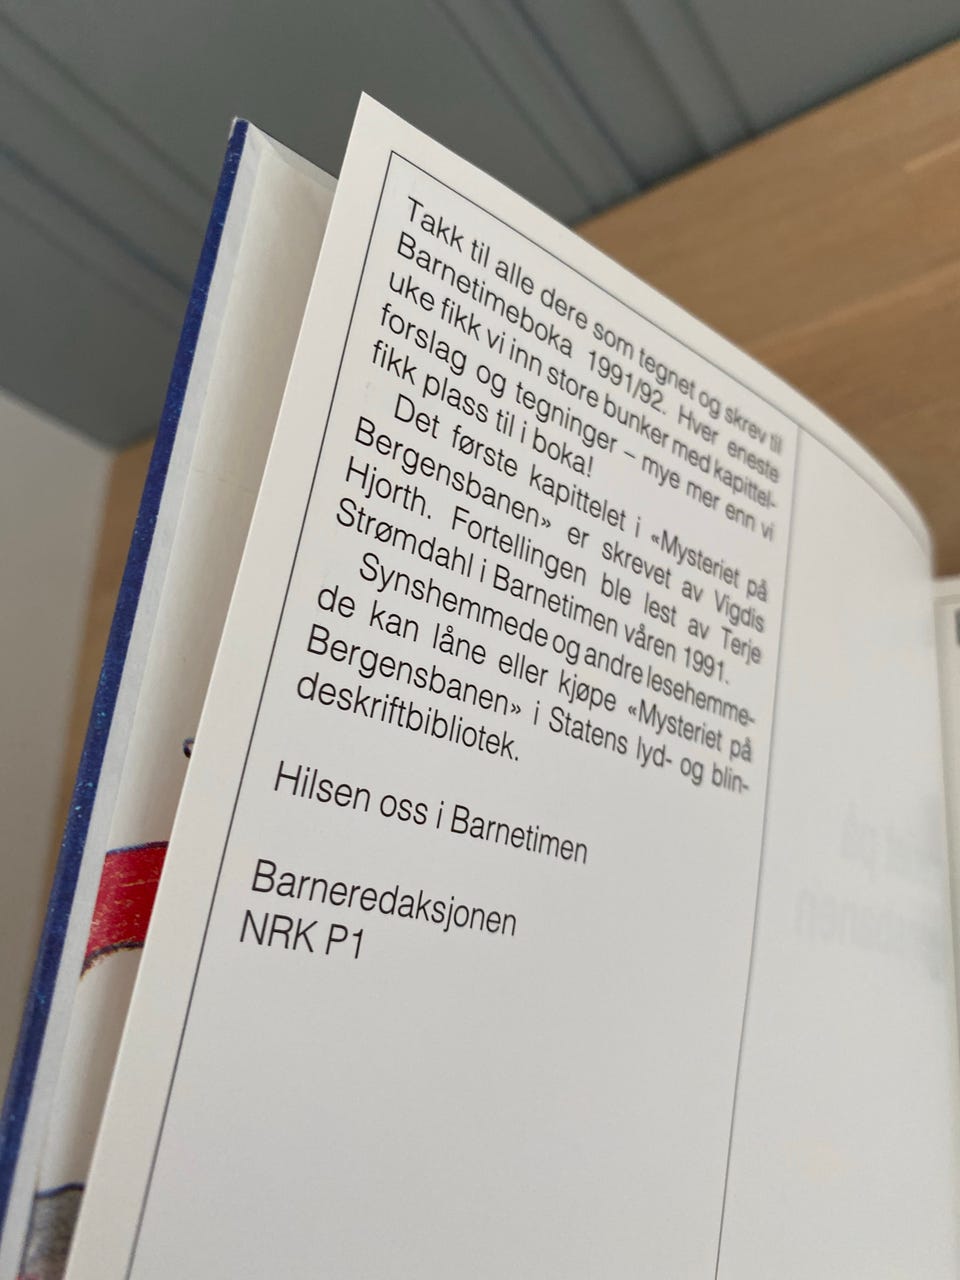 Takk til alle dere som tegnet og skrev til
Barnetimeboka 1991/92. Hver eneste
uke fikk vi inn store bunker med kapittel-
forslag og tegninger – mye mer enn vi
fikk plass til i boka!
Det første kapittelet i «Mysteriet på
Bergensbanen» er skrevet av Vigdis
Hjorth. Fortellingen ble lest av Terje
Strømdahl i Barnetimen våren 1991.
Synshemmede og andre lesehemme-
de kan låne eller kjøpe «Mysteriet på
Bergensbanen» i Statens lyd- og blin-
deskriftbibliotek.
Hilsen oss i Barnetimen
Barneredaksjonen
NRK P1